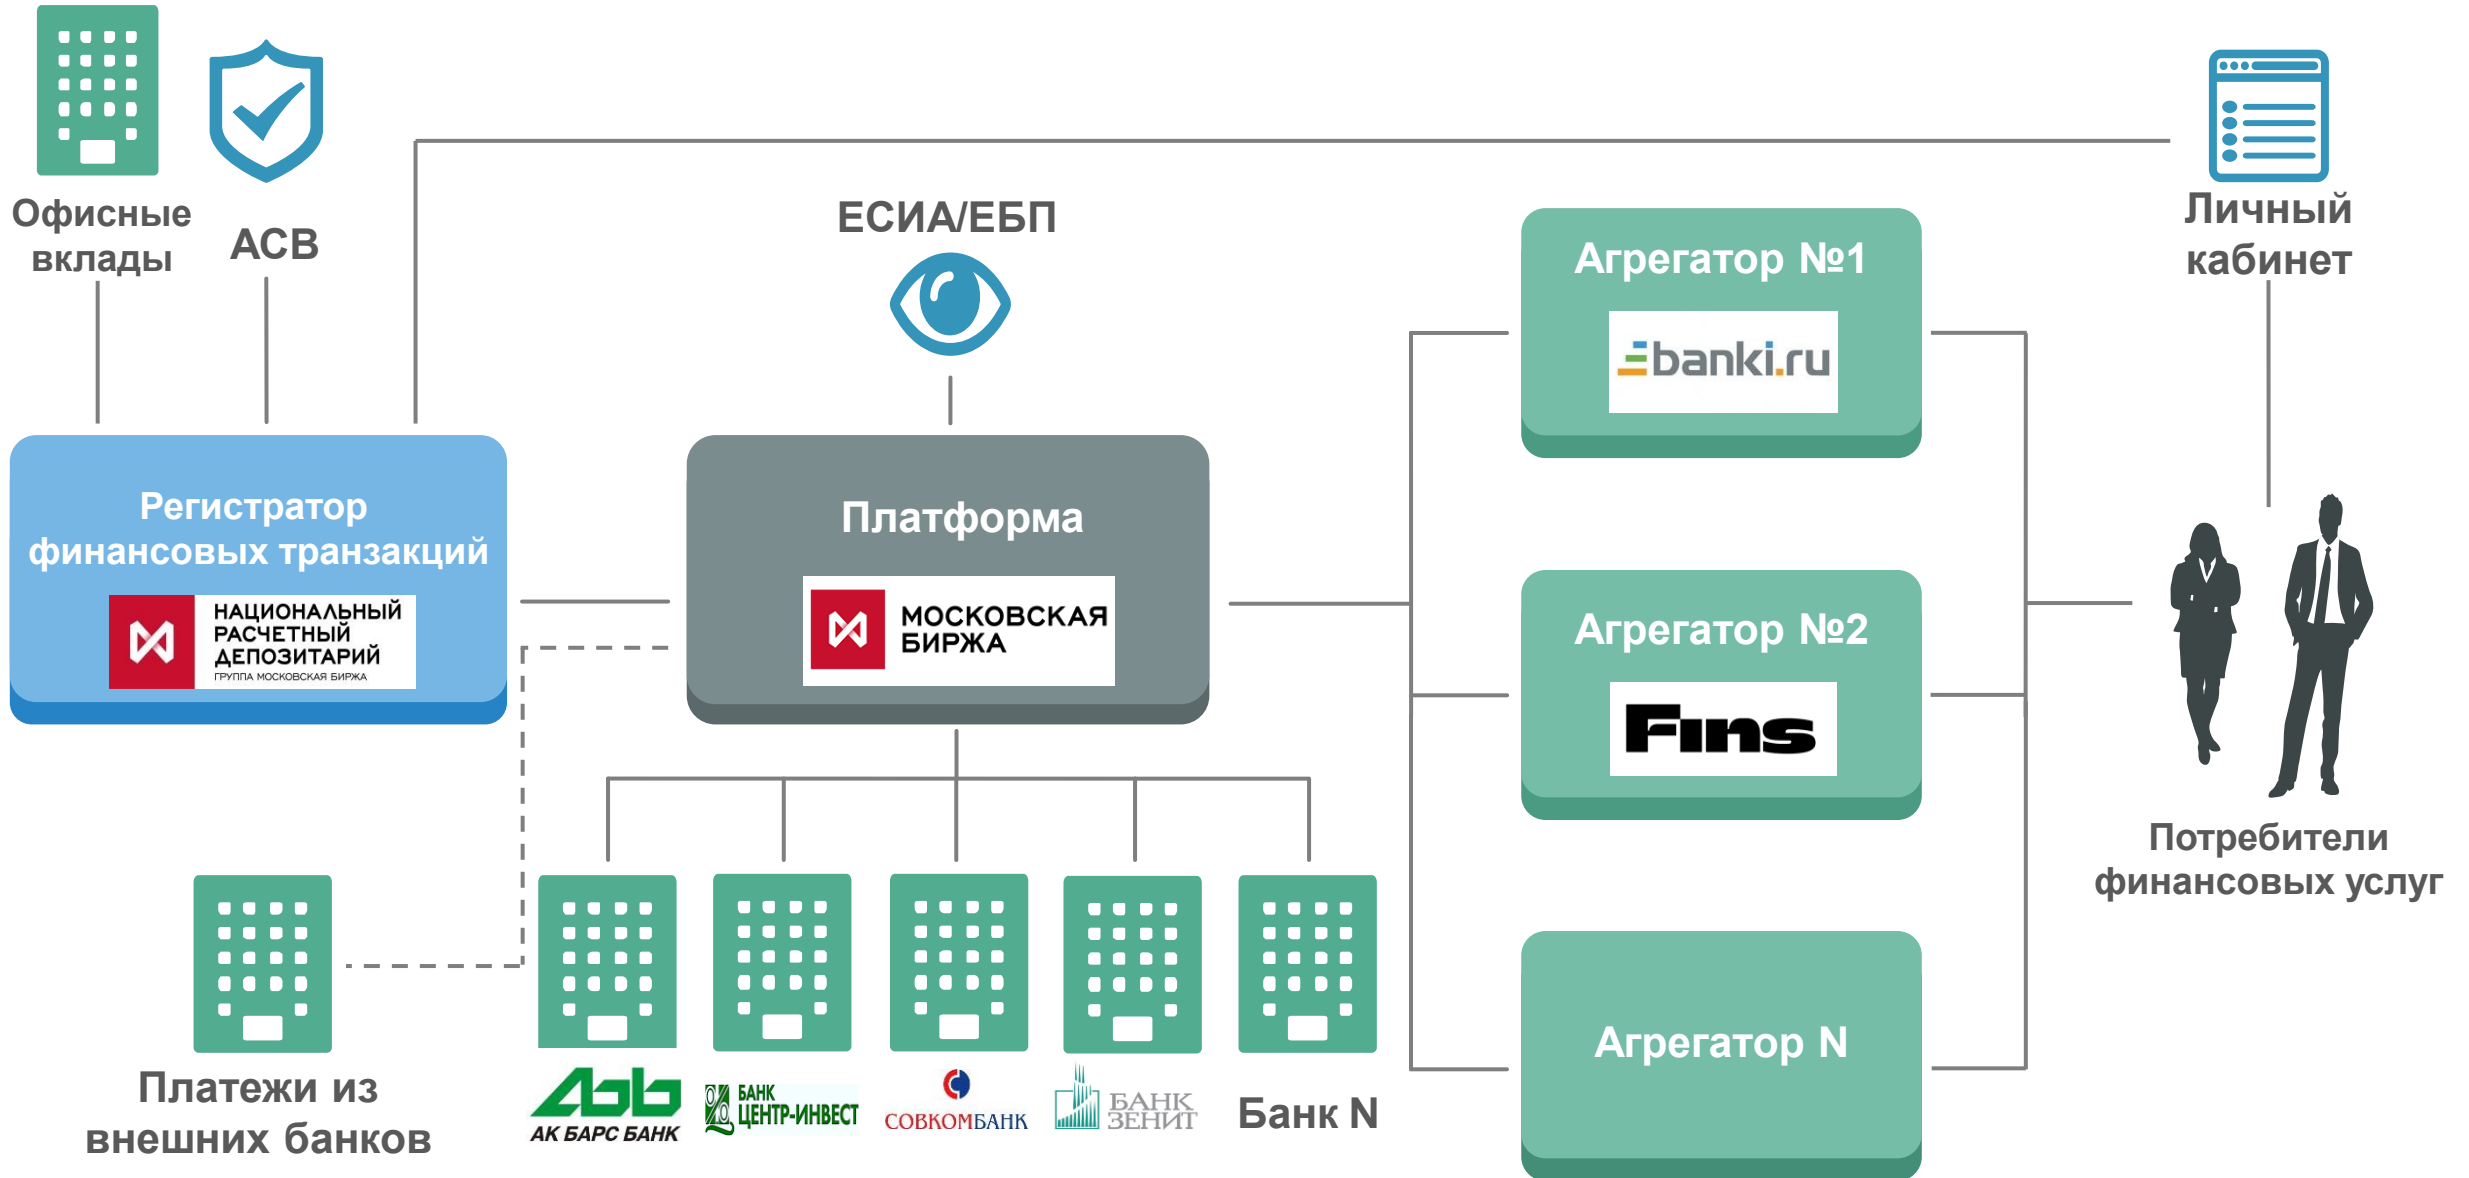 Офисные
вклады
АСВ
ЕСИА/ЕБП
Личный
кабинет
Регистратор
финансовых транзакций
НАЦИОНАЛЬНЫЙ
РАСЧЕТНЫЙ
ДЕПОЗИТАРИЙ
ГРУППА МОСКОВСКАЯ БИРЖА
Платформа
МОСКОВСКАЯ
БИРЖА
Агрегатор №1
banki.ru
Агрегатор №2
Fins
Агрегатор N
Потребители
финансовых услуг
Платежи из
внешних банков
АК БАРС БАНК
БАНК
ЦЕНТР-ИНВЕСТ
СОВКОМБАНК
БАНК
ЗЕНИТ
Банк N